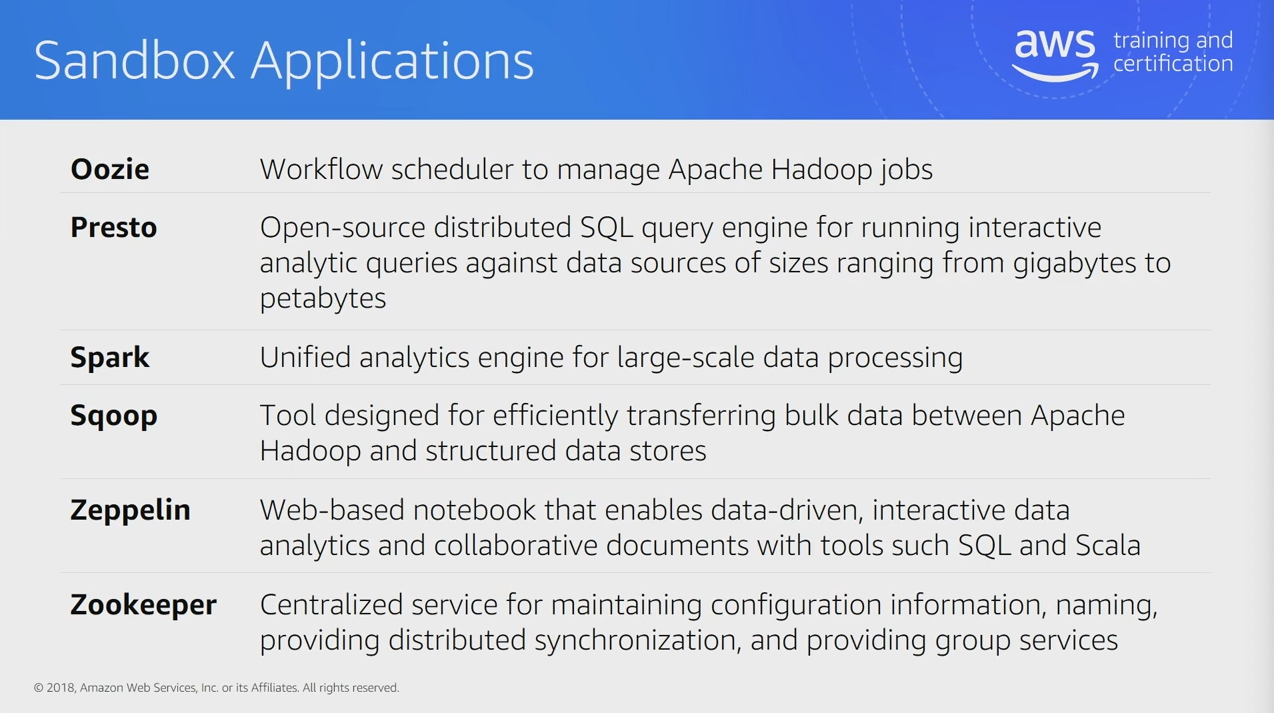 Sandbox Applications
aws
training and
certification
Oozie
Workflow scheduler to manage Apache Hadoop jobs
Presto
Open-source distributed SQL query engine for running interactive
analytic queries against data sources of sizes ranging from gigabytes to
petabytes
Spark
Unified analytics engine for large-scale data processing
Sqoop
Tool designed for efficiently transferring bulk data between Apache
Hadoop and structured data stores
Zeppelin
Web-based notebook that enables data-driven, interactive data
analytics and collaborative documents with tools such SQL and Scala
Zookeeper
Centralized service for maintaining configuration information, naming,
providing distributed synchronization, and providing group services
© 2018, Amazon Web Services, Inc. or its Affiliates. All rights reserved.